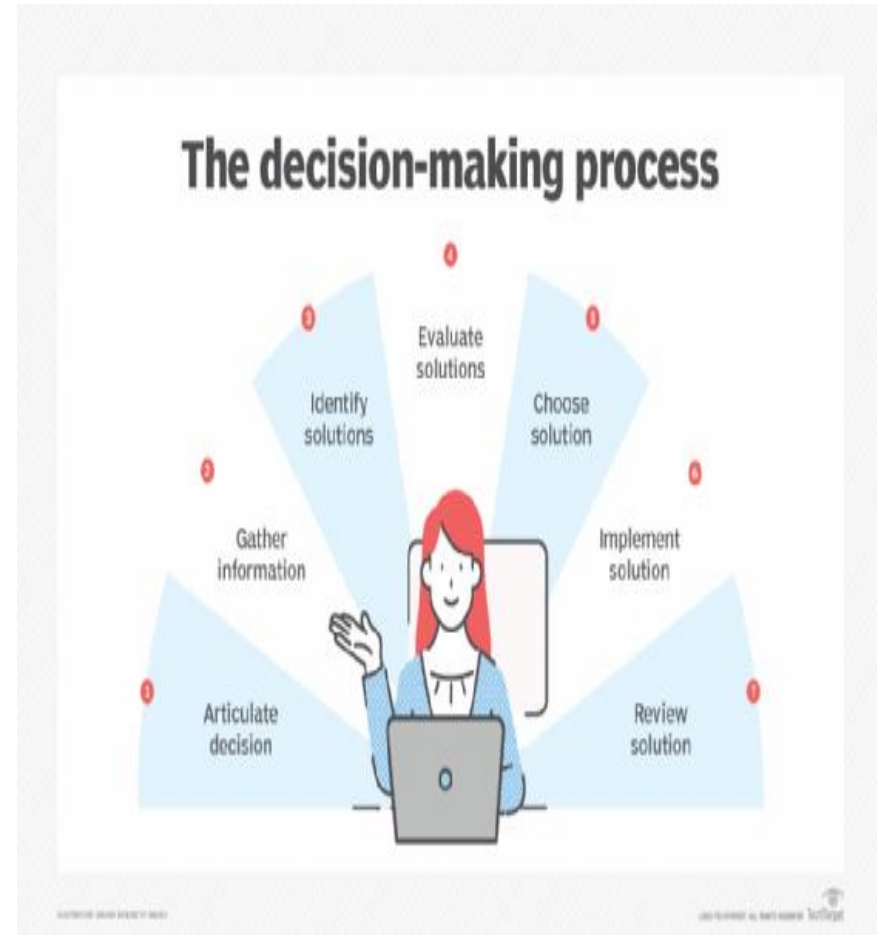 The decision-making process
1
Articulate
decision
2
Gather
information
3
Identify
solutions
4
Evaluate
solutions
5
Choose
solution
6
Implement
solution
7
Review
solution
TechTarget